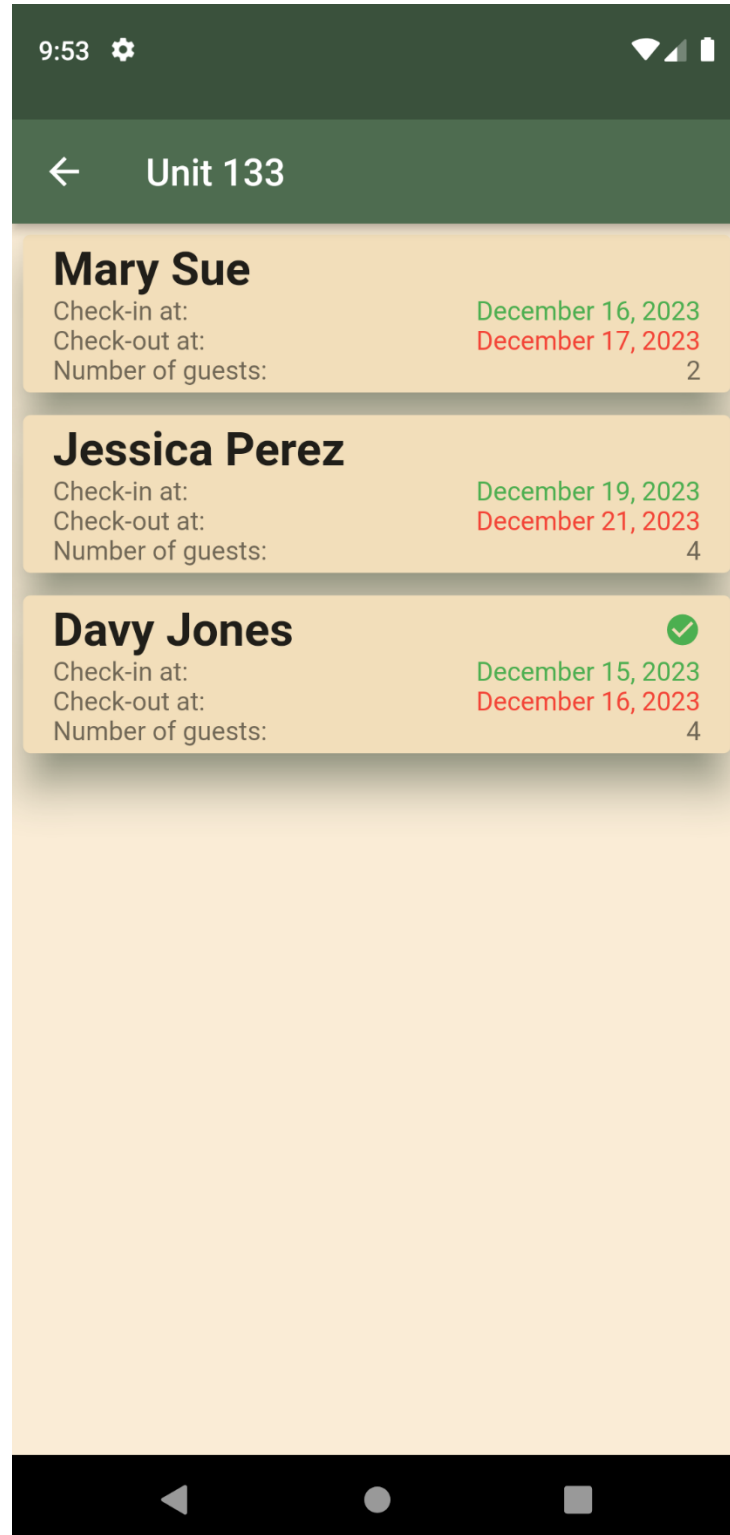 9:53
Unit 133
Mary Sue
Check-in at: December 16, 2023
Check-out at: December 17, 2023
Number of guests: 2
Jessica Perez
Check-in at: December 19, 2023
Check-out at: December 21, 2023
Number of guests: 4
Davy Jones
Check-in at: December 15, 2023
Check-out at: December 16, 2023
Number of guests: 4